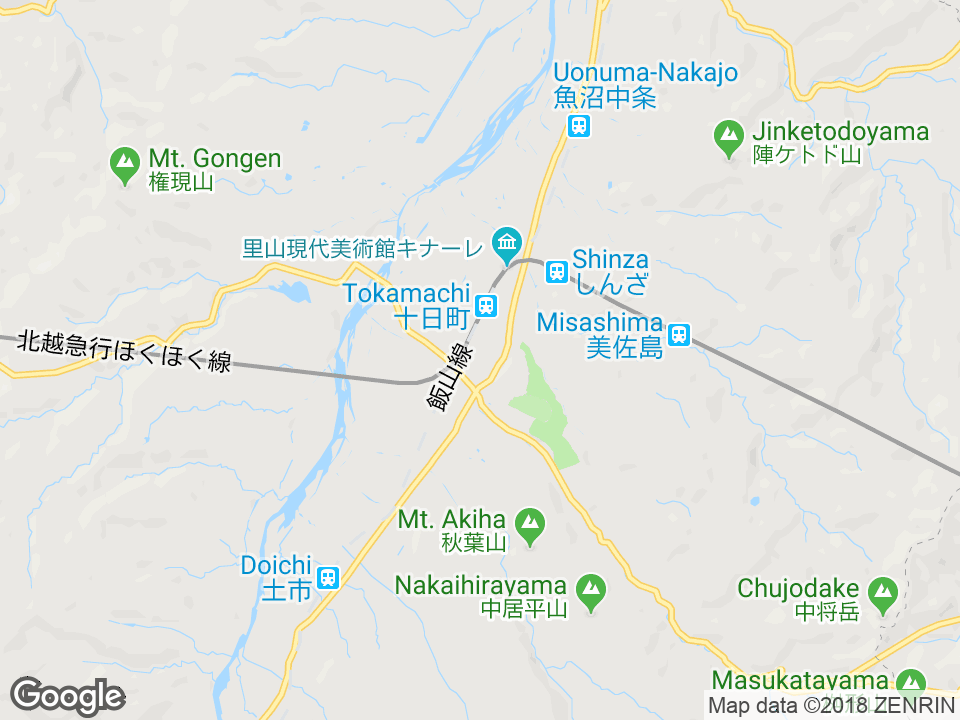 Uonuma-Nakajo
魚沼中条
Jinketodoyama
陣ケトド山
Mt. Gongen
権現山
里山現代美術館キナーレ
Shinza
しんざ
Tokamachi
十日町
Misashima
美佐島
北越急行ほくほく線
飯山線
Mt. Akiha
秋葉山
Doichi
土市
Nakaihirayama
中居平山
Chujodake
中将岳
Masukatayama
Google
Map data ©2018 ZENRIN